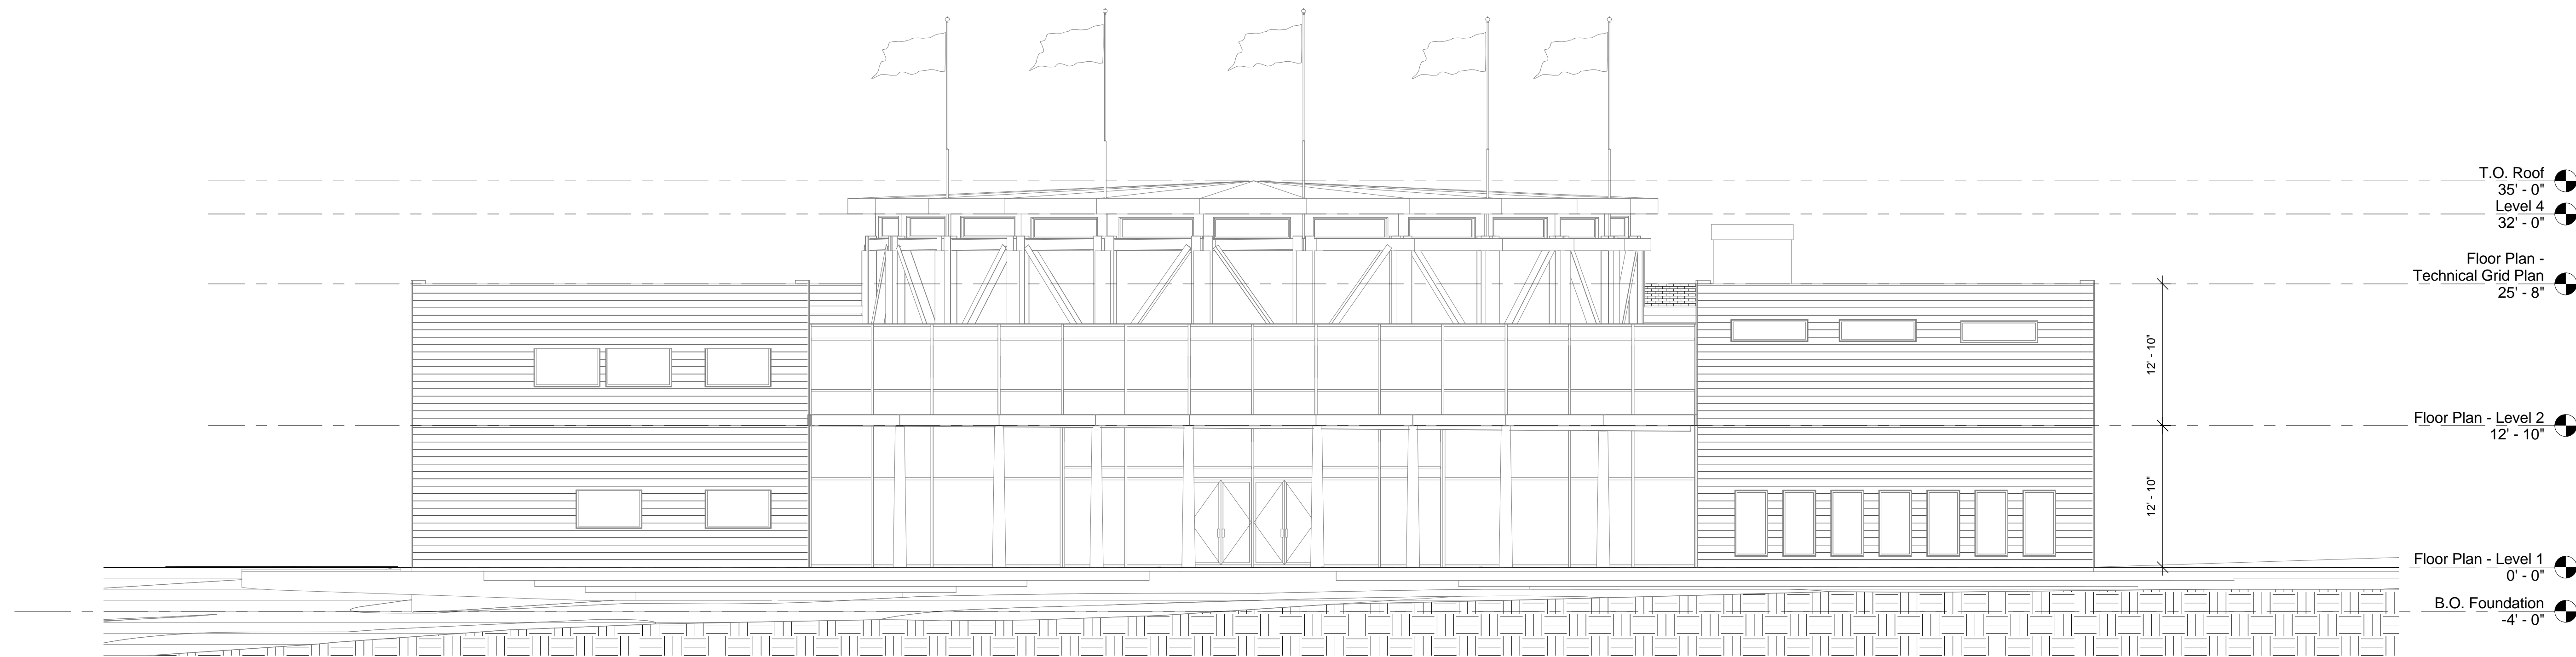 T.O. Roof
35' - 0"
Level 4
32' - 0"
Floor Plan -
Technical Grid Plan
25' - 8"
12' - 10"
Floor Plan - Level 2
12' - 10"
12' - 10"
Floor Plan - Level 1
0' - 0"
B.O. Foundation
-4' - 0"